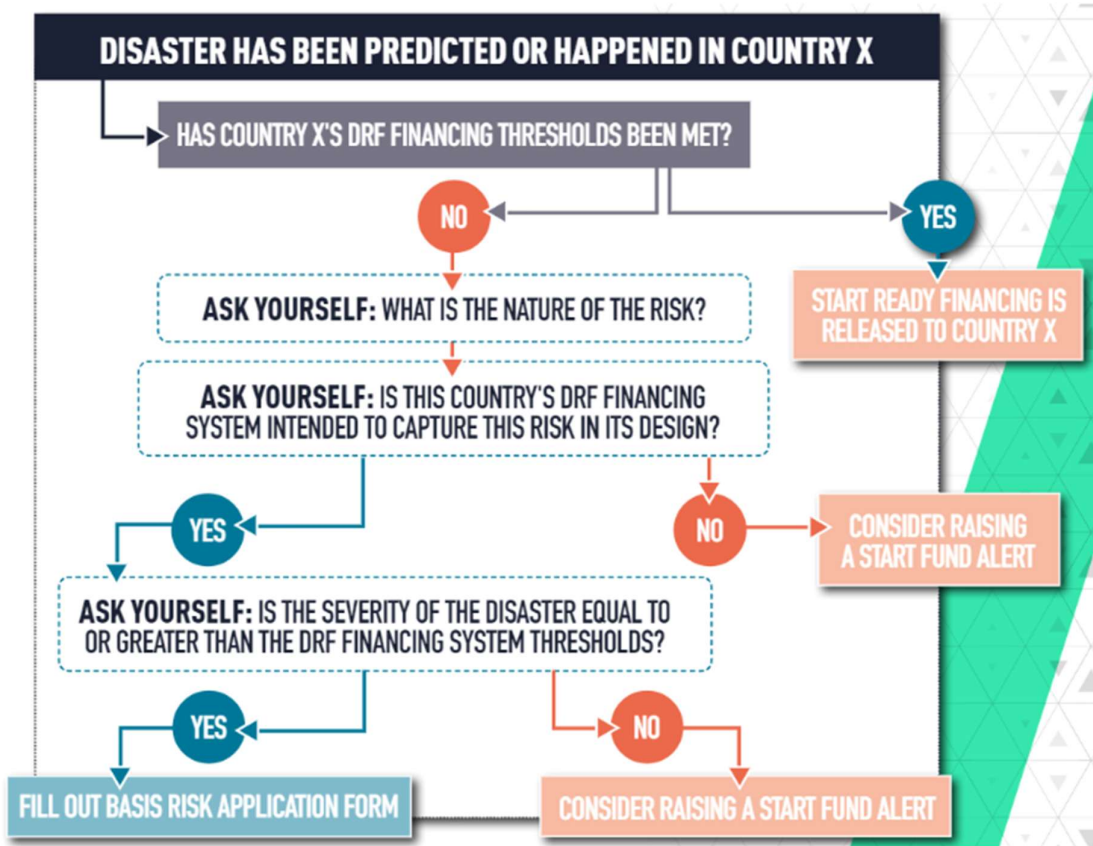 DISASTER HAS BEEN PREDICTED OR HAPPENED IN COUNTRY X
HAS COUNTRY X'S DRF FINANCING THRESHOLDS BEEN MET?
NO
YES
ASK YOURSELF: WHAT IS THE NATURE OF THE RISK?
START READY FINANCING IS
RELEASED TO COUNTRY X
ASK YOURSELF: IS THIS COUNTRY'S DRF FINANCING
SYSTEM INTENDED TO CAPTURE THIS RISK IN ITS DESIGN?
YES
NO
CONSIDER RAISING
A START FUND ALERT
ASK YOURSELF: IS THE SEVERITY OF THE DISASTER EQUAL TO
OR GREATER THAN THE DRF FINANCING SYSTEM THRESHOLDS?
YES
NO
FILL OUT BASIS RISK APPLICATION FORM
CONSIDER RAISING A START FUND ALERT